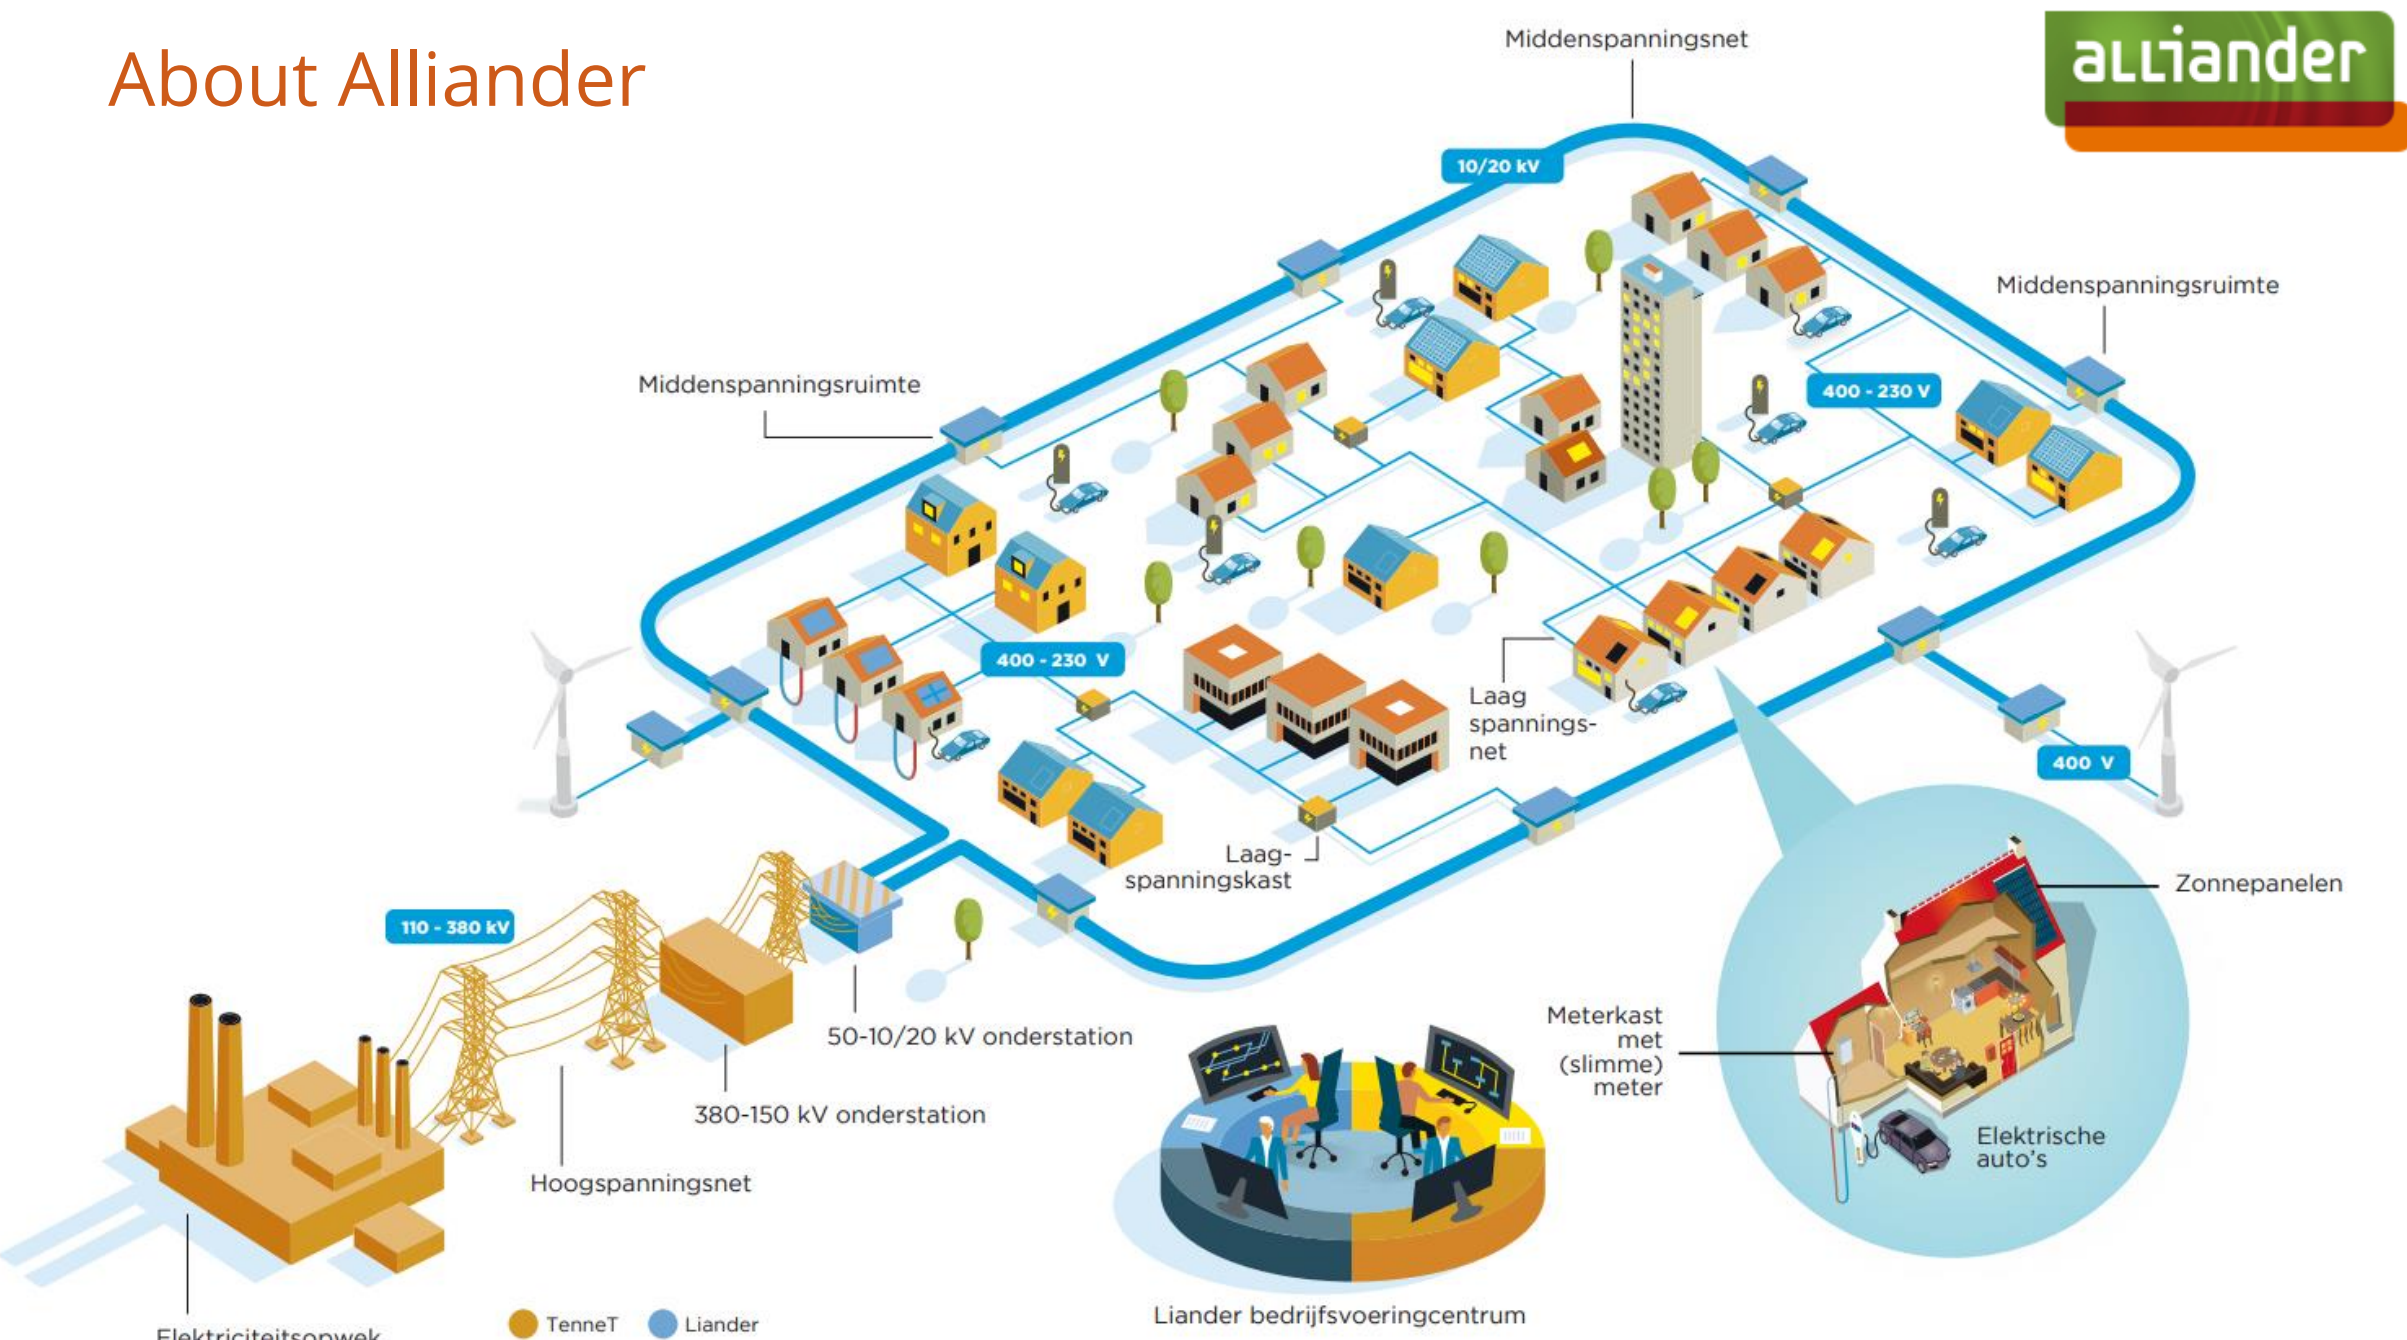 About Alliander
alliander
Middenspanningsnet
10/20 kV
Middenspanningsruimte
Middenspanningsruimte
400 - 230 V
400 - 230 V
Laag
spannings-
net
400 V
Laag-
spanningskast
Zonnepanelen
110 - 380 kV
50-10/20 kV onderstation
Meterkast
met
(slimme)
meter
380-150 kV onderstation
Elektrische
auto's
Hoogspanningsnet
Liander bedrijfsvoeringcentrum
TenneT
Liander
Elektriciteitsopwek